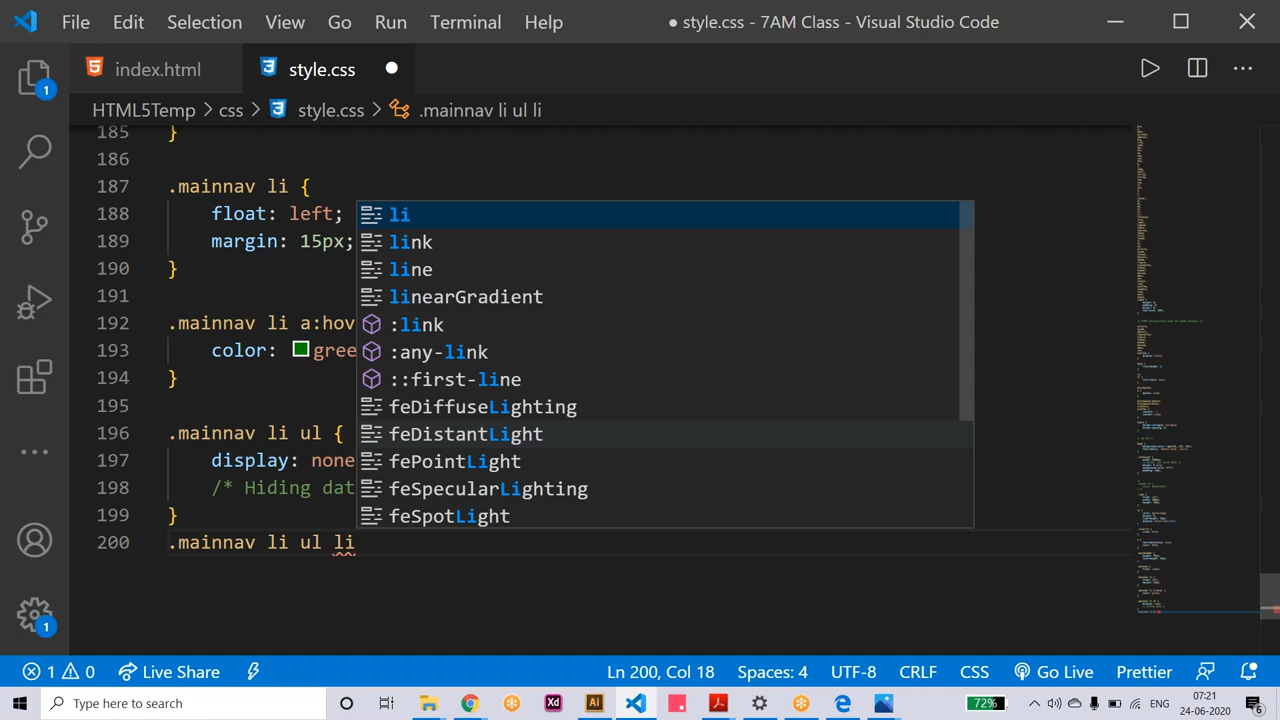 File Edit Selection View Go Run Terminal Help ● style.css - 7AM Class - Visual Studio Code
index.html style.css
HTML5Temp > css > style.css > .mainnav li ul li
185 }
186
187 .mainnav li {
188 float: left;
189 margin: 15px;
190 }
191
192 .mainnav li a:hov
193 color: gree
194 }
195
196 .mainnav li ul {
197 display: none
198 /* Hiding dat
199 }
200 .mainnav li ul li
li
link
line
linearGradient
:link
:any-link
::first-line
feDiffuseLighting
feDistantLight
fePointLight
feSpecularLighting
feSpotLight
1
1
1 0 Live Share Ln 200, Col 18 Spaces: 4 UTF-8 CRLF CSS Go Live Prettier
Type here to search 72% ENG 07:21
24-06-2020 6